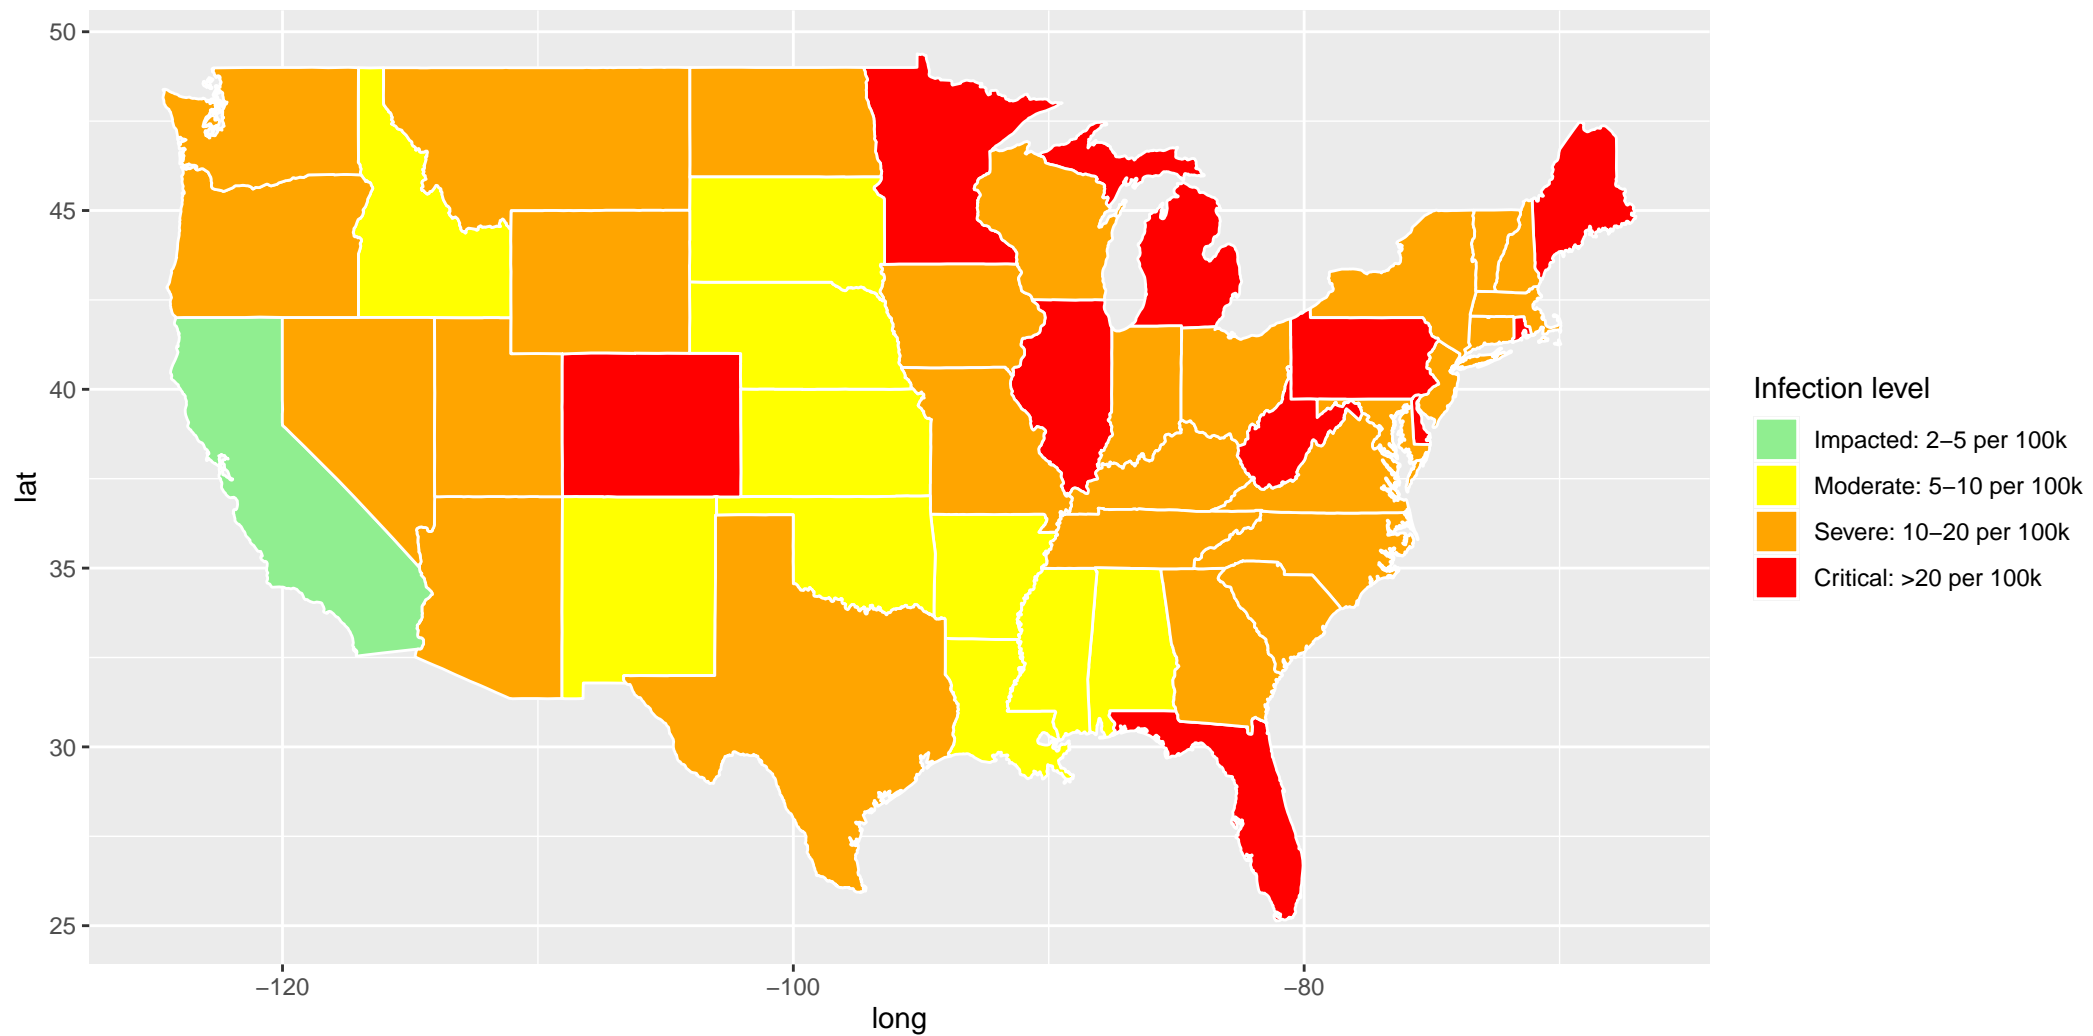 50
45
40
35
30
25
lat
−120
−100
−80
long
Infection level
Impacted: 2−5 per 100k
Moderate: 5−10 per 100k
Severe: 10−20 per 100k
Critical: >20 per 100k